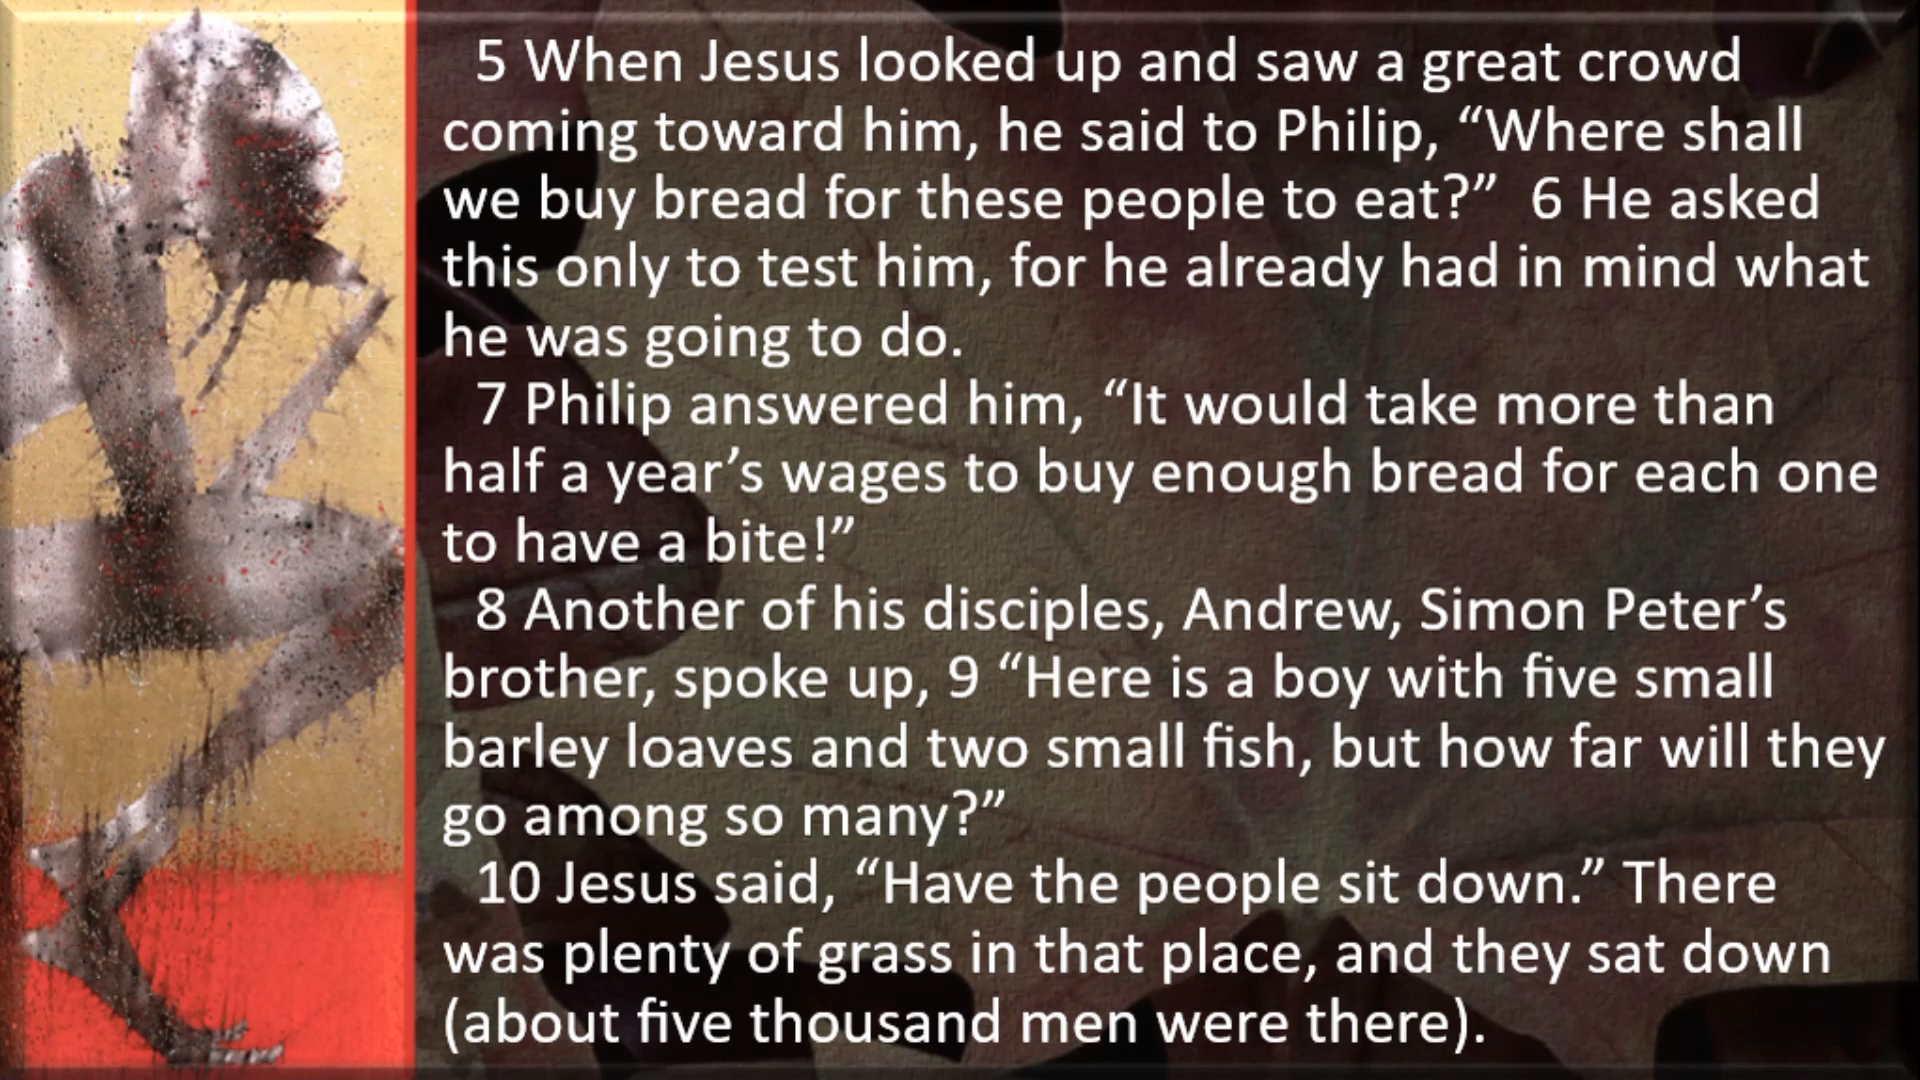 5 When Jesus looked up and saw a great crowd
coming toward him, he said to Philip, “Where shall
we buy bread for these people to eat?”  6 He asked
this only to test him, for he already had in mind what
he was going to do.
7 Philip answered him, “It would take more than
half a year’s wages to buy enough bread for each one
to have a bite!”
8 Another of his disciples, Andrew, Simon Peter’s
brother, spoke up, 9 “Here is a boy with five small
barley loaves and two small fish, but how far will they
go among so many?”
10 Jesus said, “Have the people sit down.” There
was plenty of grass in that place, and they sat down
(about five thousand men were there).